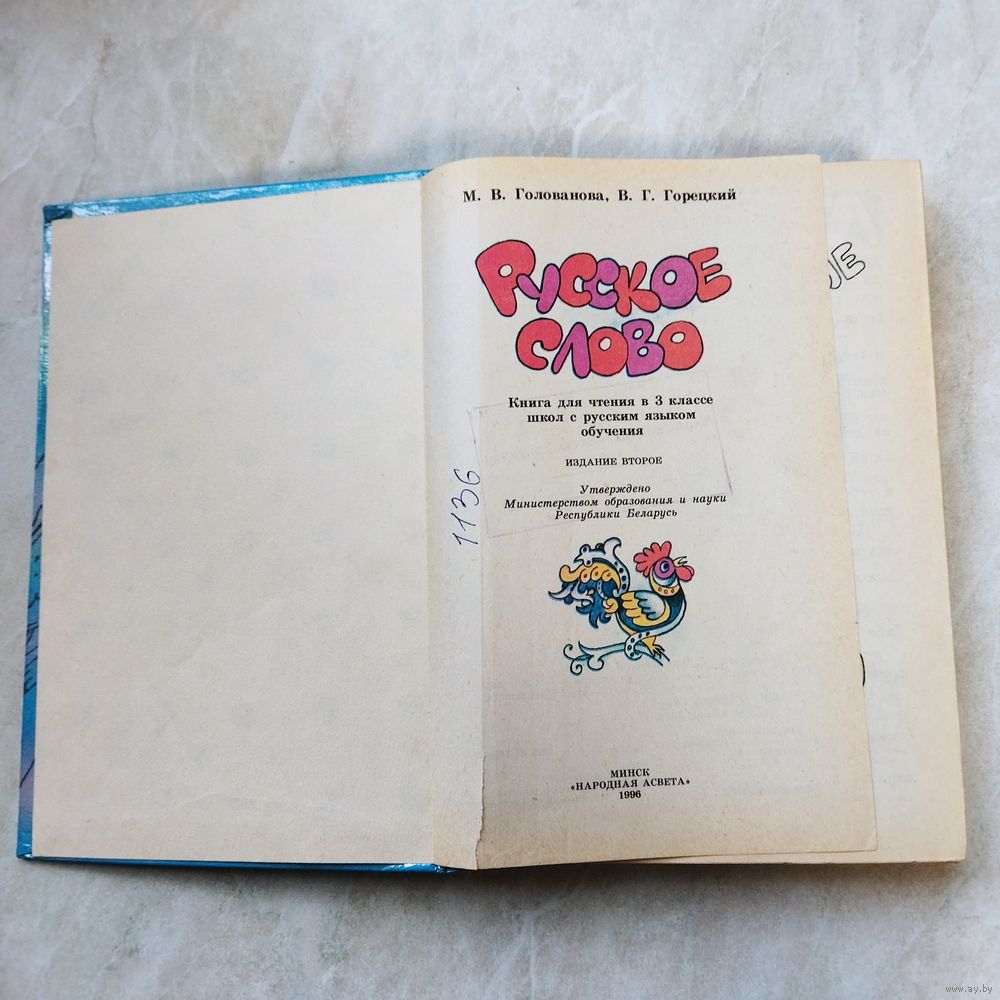 М. В. Голованова, В. Г. Горецкий
Русское
слово
Книга для чтения в 3 классе
школ с русским языком
обучения
ИЗДАНИЕ ВТОРОЕ
Утверждено
Министерством образования и науки
Республики Беларусь
1136
МИНСК
«НАРОДНАЯ АСВЕТА»
1996
www.ay.by